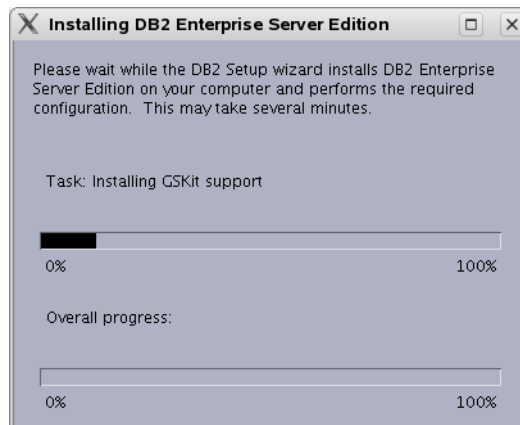 Installing DB2 Enterprise Server Edition
Please wait while the DB2 Setup wizard installs DB2 Enterprise
Server Edition on your computer and performs the required
configuration. This may take several minutes.
Task: Installing GSKit support
0% 100%
Overall progress:
0% 100%